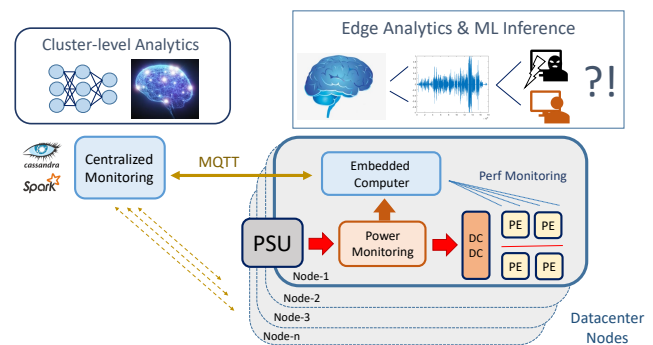 Cluster-level Analytics
Edge Analytics & ML Inference
?!
cassandra
Spark
Centralized
Monitoring
MQTT
Embedded
Computer
Perf Monitoring
PSU
Power
Monitoring
DC
DC
PE
PE
PE
PE
Node-1
Node-2
Node-3
Node-n
Datacenter
Nodes